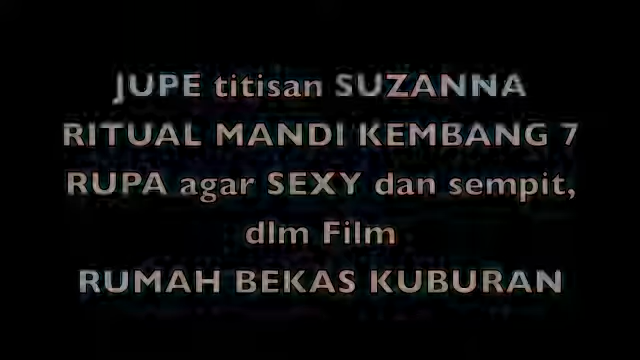 JUPE titisan SUZANNA
RITUAL MANDI KEMBANG 7
RUPA agar SEXY dan sempit,
dlm Film
RUMAH BEKAS KUBURAN